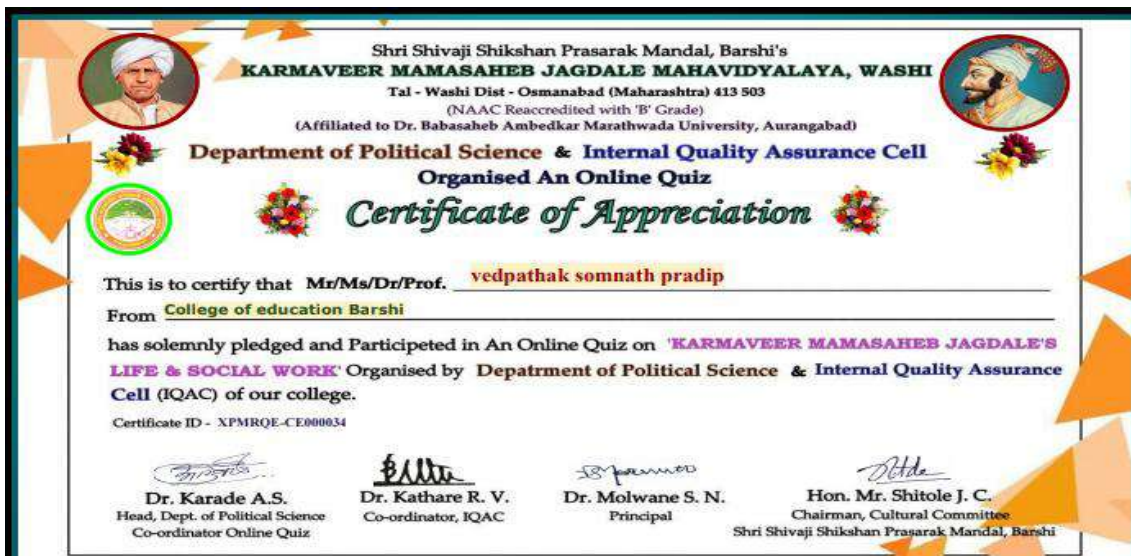 Shri Shivaji Shikshan Prasarak Mandal, Barshi's
KARMAVEER MAMASAHEB JAGDALE MAHAVIDYALAYA, WASHI
Tal - Washi Dist - Osmanabad (Maharashtra) 413 503
(NAAC Reaccredited with 'B' Grade)
(Affiliated to Dr. Babasaheb Ambedkar Marathwada University, Aurangabad)
Department of Political Science & Internal Quality Assurance Cell
Organised An Online Quiz
Certificate of Appreciation
This is to certify that Mr/Ms/Dr/Prof. vedpathak somnath pradip
From College of education Barshi
has solemnly pledged and Participeted in An Online Quiz on 'KARMAVEER MAMASAHEB JAGDALE'S
LIFE & SOCIAL WORK' Organised by Depatrment of Political Science & Internal Quality Assurance
Cell (IQAC) of our college.
Certificate ID - XPMRQE-CE000034
Dr. Karade A.S.
Head, Dept. of Political Science
Co-ordinator Online Quiz
Dr. Kathare R. V.
Co-ordinator, IQAC
Dr. Molwane S. N.
Principal
Hon. Mr. Shitole J. C.
Chairman, Cultural Committee
Shri Shivaji Shikshan Prasarak Mandal, Barshi